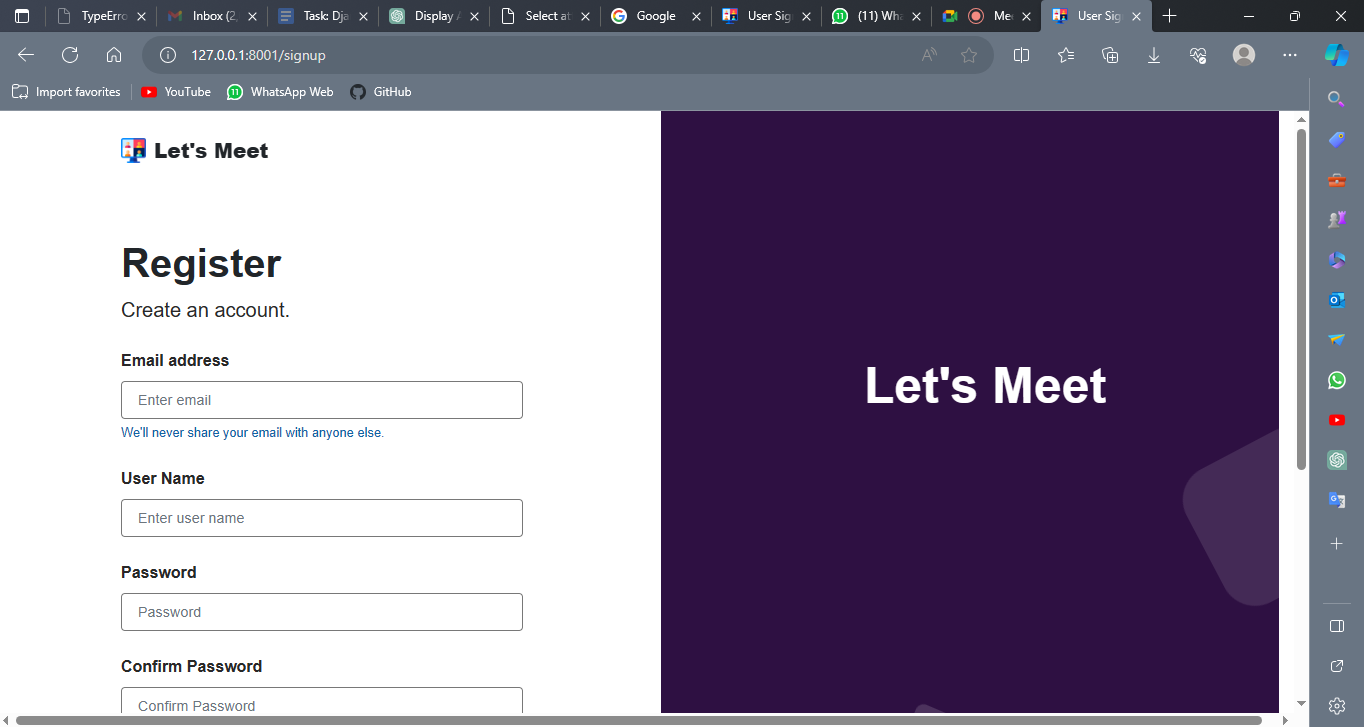 TypeErro
Inbox (2,
Task: Dja
Display A
Select at
Google
User Sig
(11) Wha
Me
User Sig
127.0.0.1:8001/signup
Import favorites
YouTube
11
WhatsApp Web
GitHub
Let's Meet
Register
Create an account.
Email address
Enter email
We'll never share your email with anyone else.
User Name
Enter user name
Password
Password
Confirm Password
Confirm Password
Let's Meet